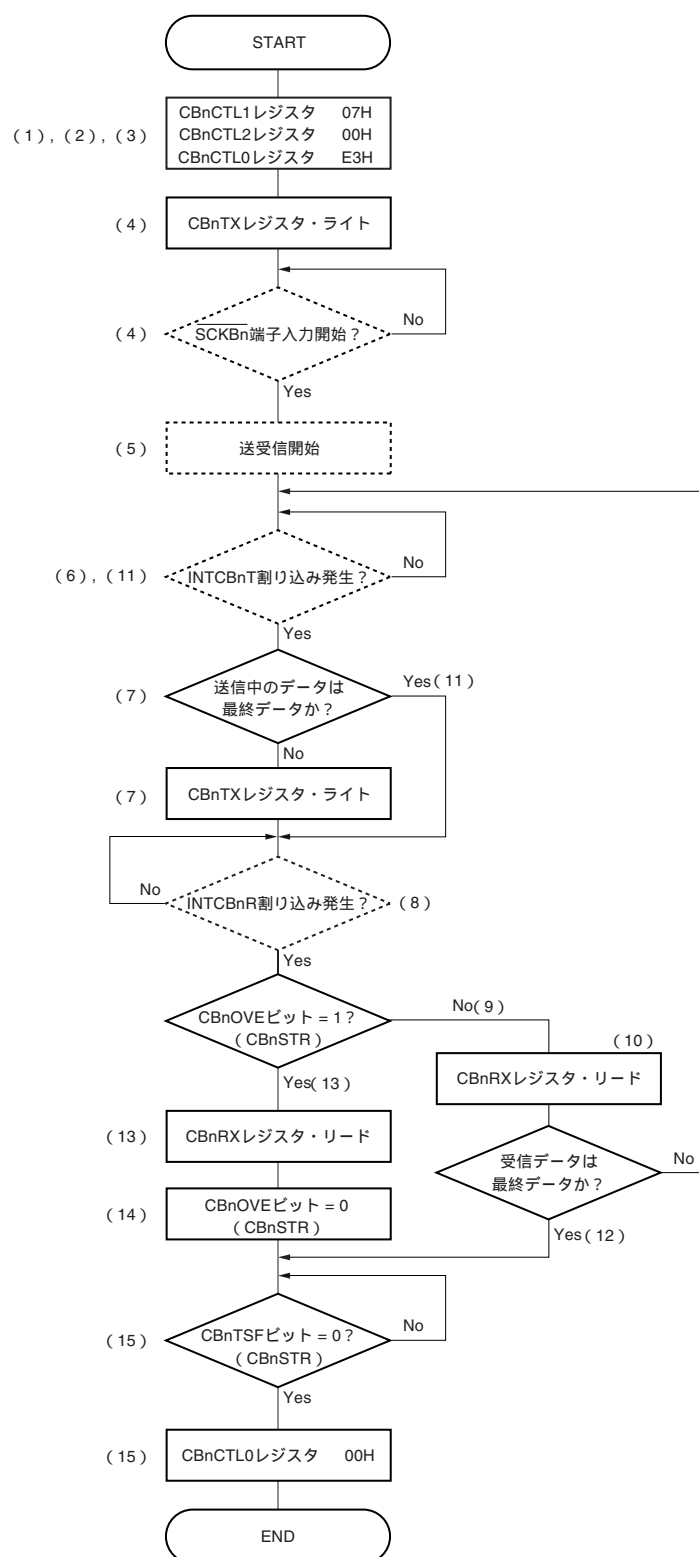 START
(1), (2), (3)
CBnCTL1レジスタ 07H
CBnCTL2レジスタ 00H
CBnCTL0レジスタ E3H
(4)
CBnTXレジスタ・ライト
(4)
SCKBn端子入力開始?
No
Yes
(5)
送受信開始
(6), (11)
INTCBnT割り込み発生?
No
Yes
(7)
送信中のデータは
最終データか?
Yes(11)
No
(7)
CBnTXレジスタ・ライト
No
INTCBnR割り込み発生?
(8)
Yes
CBnOVEビット = 1?
(CBnSTR)
No(9)
Yes(13)
(10)
CBnRXレジスタ・リード
(13)
CBnRXレジスタ・リード
受信データは
最終データか?
No
(14)
CBnOVEビット = 0
(CBnSTR)
Yes(12)
(15)
CBnTSFビット = 0?
(CBnSTR)
No
Yes
(15)
CBnCTL0レジスタ 00H
END